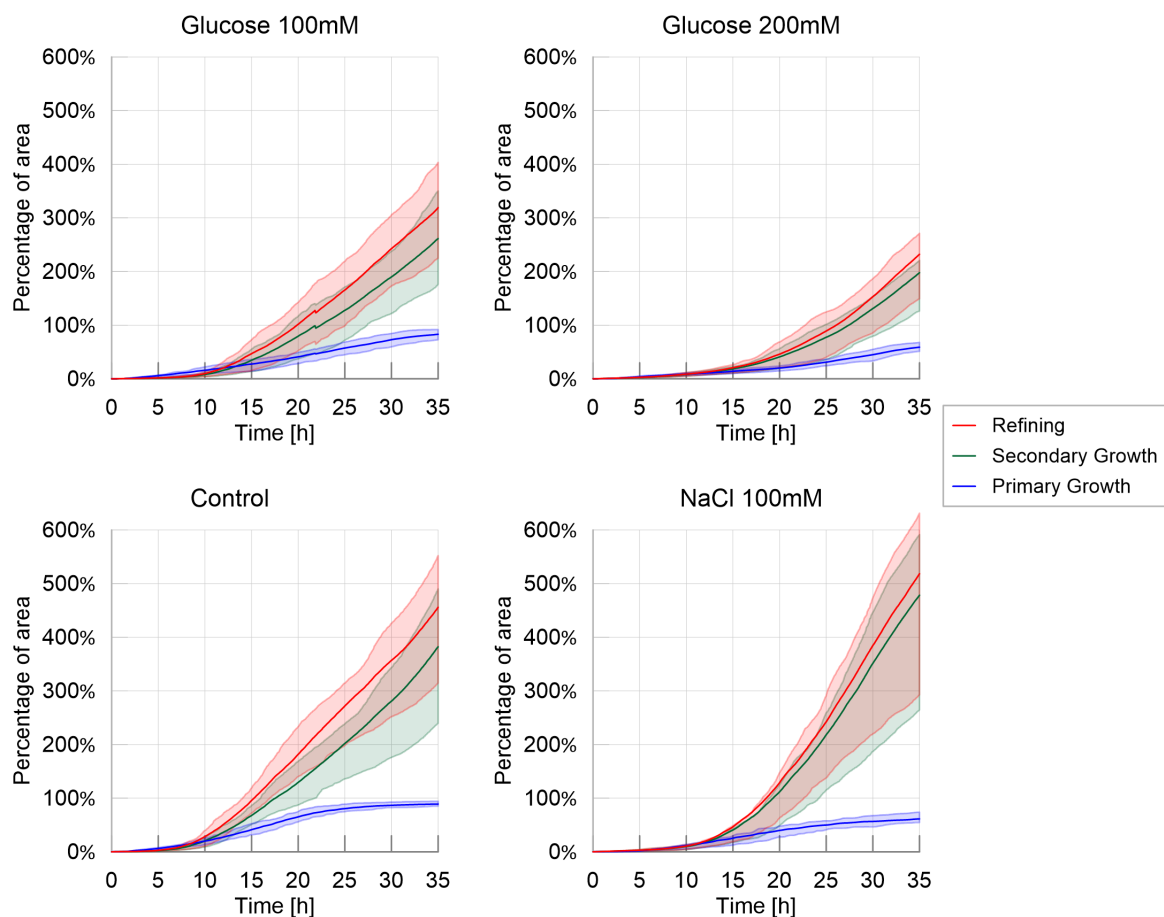 Glucose 100mM
600%
500%
400%
300%
200%
100%
0%
Percentage of area
0 5 10 15 20 25 30 35
Time [h]
Glucose 200mM
600%
500%
400%
300%
200%
100%
0%
Percentage of area
0 5 10 15 20 25 30 35
Time [h]
Refining
Secondary Growth
Primary Growth
Control
600%
500%
400%
300%
200%
100%
0%
Percentage of area
0 5 10 15 20 25 30 35
Time [h]
NaCl 100mM
600%
500%
400%
300%
200%
100%
0%
Percentage of area
0 5 10 15 20 25 30 35
Time [h]